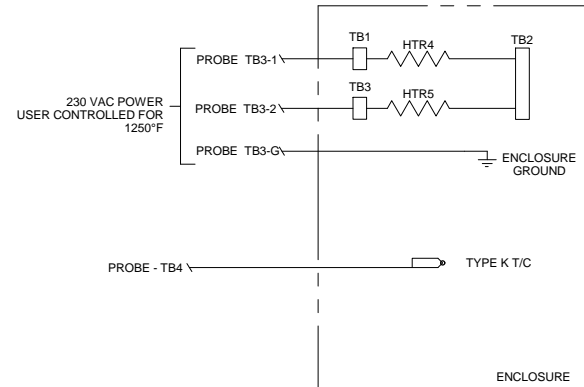 TB1
HTR4
TB2
PROBE TB3-1
TB3
HTR5
230 VAC POWER
USER CONTROLLED FOR
1250°F
PROBE TB3-2
PROBE TB3-G
ENCLOSURE
GROUND
PROBE - TB4
TYPE K T/C
ENCLOSURE